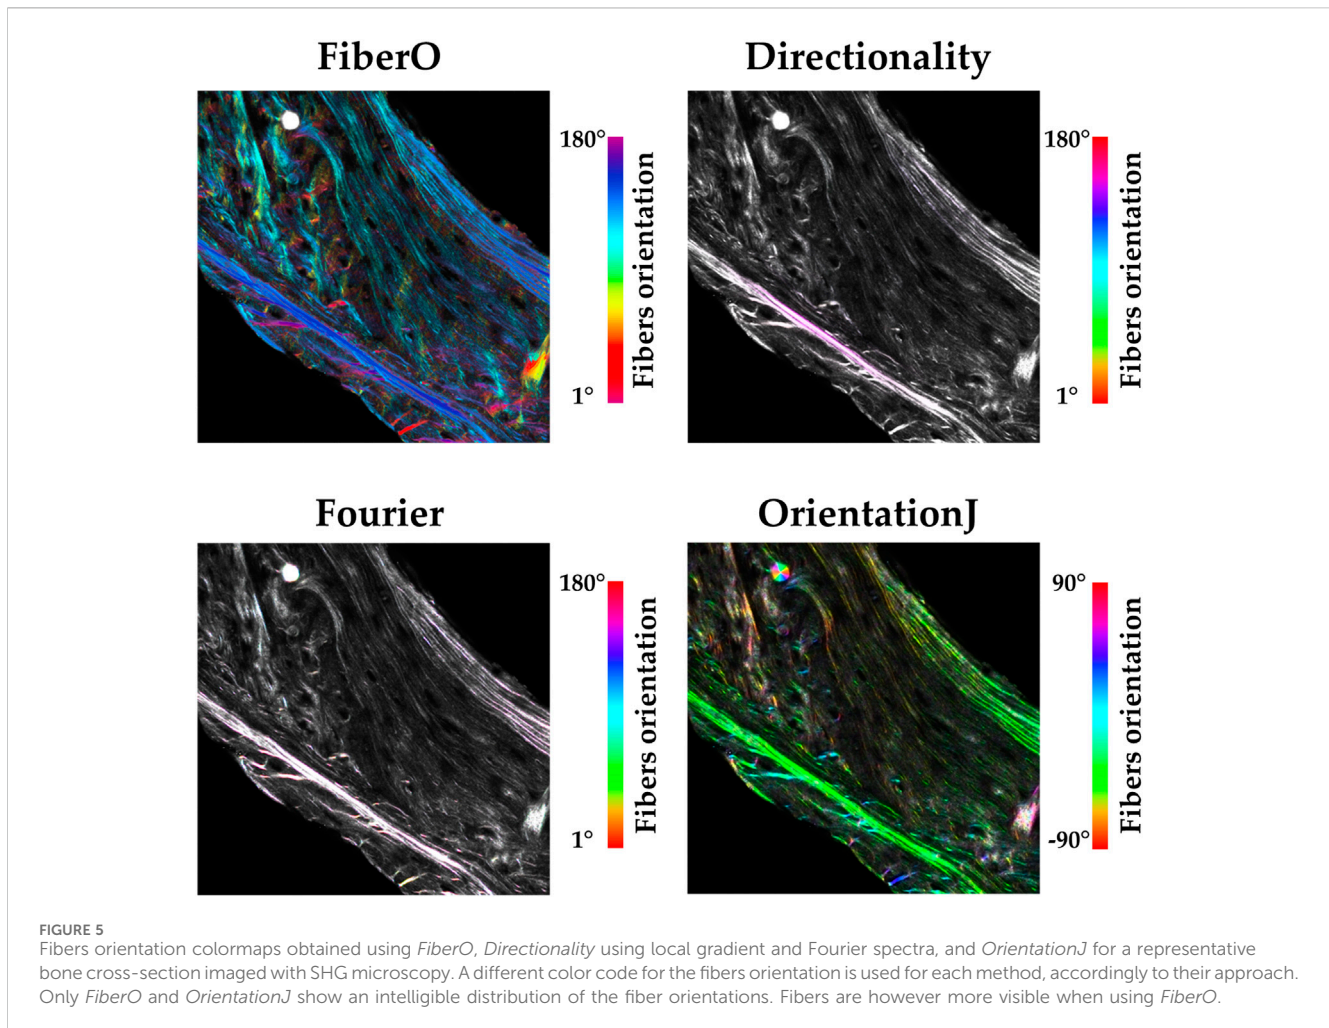 FiberO
Directionality
180°
Fibers orientation
1°
180°
Fibers orientation
1°
Fourier
OrientationJ
180°
Fibers orientation
1°
90°
Fibers orientation
-90°
FIGURE 5
Fibers orientation colormaps obtained using FiberO, Directionality using local gradient and Fourier spectra, and OrientationJ for a representative
bone cross-section imaged with SHG microscopy. A different color code for the fibers orientation is used for each method, accordingly to their approach.
Only FiberO and OrientationJ show an intelligible distribution of the fiber orientations. Fibers are however more visible when using FiberO.